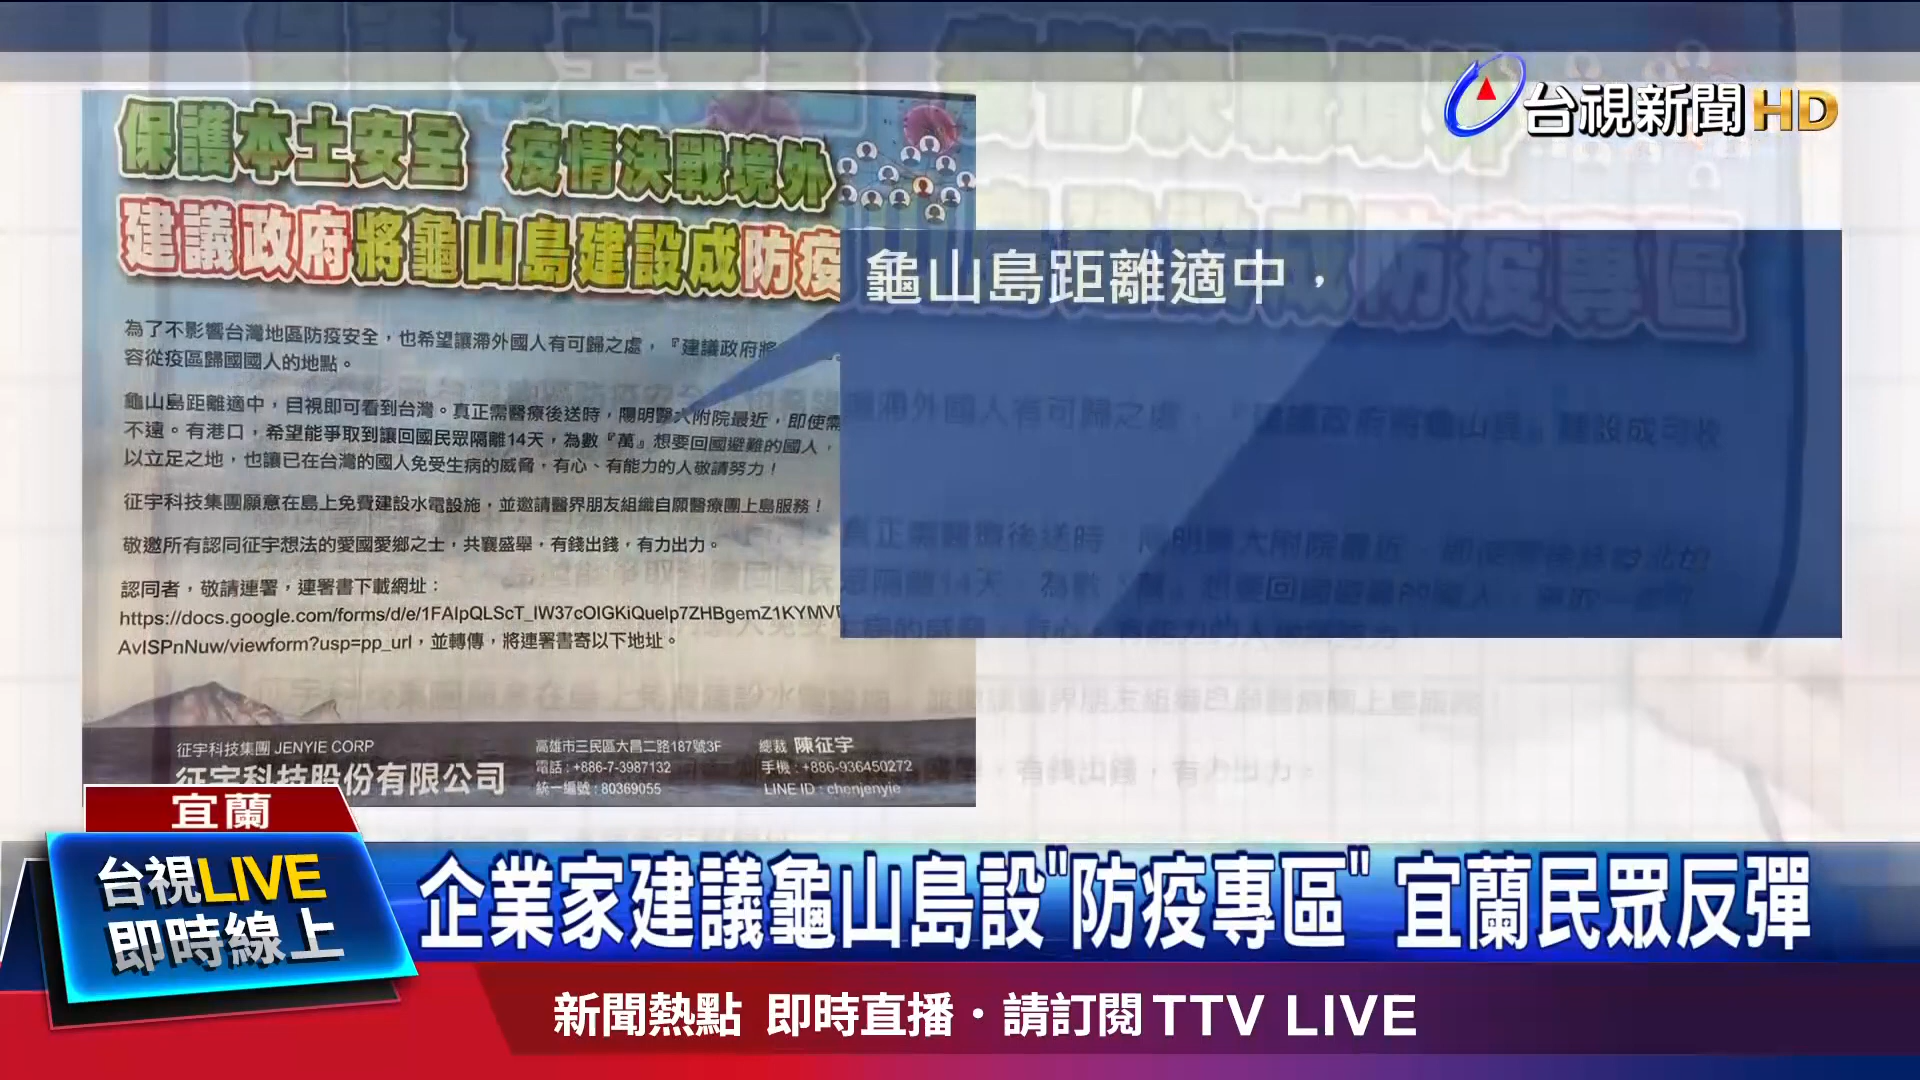 台視新聞HD
保護本土安全 疫情決戰境外
建議政府將龜山島建設成防疫
龜山島距離適中，
為了不影響台灣地區防疫安全，也希望讓滯外國人有可歸之處，『建議政府將
容從疫區歸國國人的地點。
龜山島距離適中，目視即可看到台灣。真正需醫療後送時，陽明醫大附院最近，即使需
不遠。有港口，希望能爭取到讓回國民眾隔離14天，為數『萬』想要回國避難的國人，
以立足之地，也讓已在台灣的國人免受生病的威脅，有心、有能力的人敬請努力！
征宇科技集團願意在島上免費建設水電設施，並邀請醫界朋友組織自願醫療團上島服務！
敬邀所有認同征宇想法的愛國愛鄉之士，共襄盛舉，有錢出錢，有力出力。
認同者，敬請連署，連署書下載網址：
https://docs.google.com/forms/d/e/1FAIpQLScT_IW37cOIGKiQuelp7ZHBgemZ1KYMV
AvISPnNuw/viewform?usp=pp_url，並轉傳，將連署書寄以下地址。
征宇科技集團 JENYIE CORP
征宇科技股份有限公司
高雄市三民區大昌二路187號3F
電話：+886-7-3987132
統一編號：80369055
總裁 陳征宇
手機：+886-936450272
LINE ID：chenjenyie
宜蘭
台視LIVE
即時線上
企業家建議龜山島設"防疫專區" 宜蘭民眾反彈
新聞熱點 即時直播・請訂閱TTV LIVE